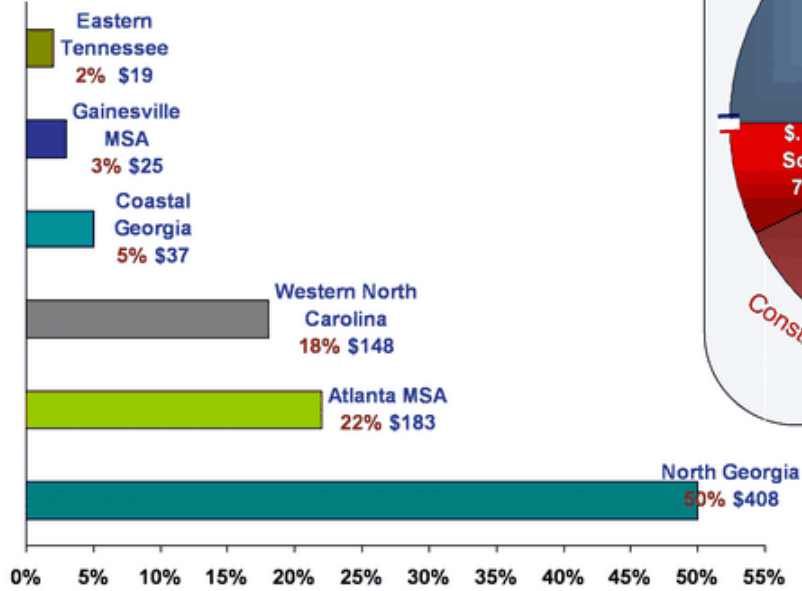 Eastern
Tennessee
2% $19
Gainesville
MSA
3% $25
Coastal
Georgia
5% $37
Western North
Carolina
18% $148
Atlanta MSA
22% $183
North Georgia
50% $408
0% 5% 10% 15% 20% 25% 30% 35% 40% 45% 50% 55%
$.
7